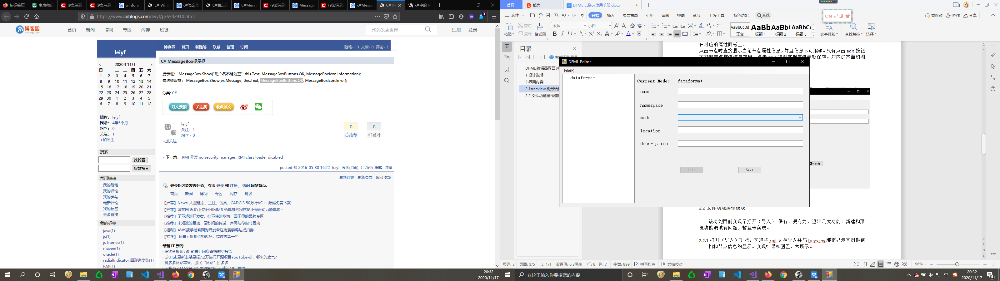 新标签页 南京师范 (9条消息 (9条消息 winform (9条消息 C# WinF c#怎么使 C#自定义 C#Messa (9条消息 Message (9条消息 c#Messa C# M c#中的 M
https://www.cnblogs.com/leiyf/p/5542910.html
博客园 首页 新闻 博问 专区 闪存 班级 代码改变世界 注册 登录
cnblogs.com
leiyf
博客园 首页 新随笔 联系 管理 订阅 随笔- 13 文章- 0 评论- 3
< 2020年11月 >
日 一 二 三 四 五 六
1 2 3 4 5 6 7
8 9 10 11 12 13 14
15 16 17 18 19 20 21
22 23 24 25 26 27 28
29 30 1 2 3 4 5
6 7 8 9 10 11 12
昵称: leiyf
园龄: 4年5个月
粉丝: 0
关注: 1
+加关注
搜索
找找看
谷歌搜索
常用链接
我的随笔
我的评论
我的参与
最新评论
我的标签
更多链接
我的标签
java(1)
js(1)
js frames(1)
maven(1)
oracle(1)
radialIndicator 圆形进度条(1)
RMI(1)
C# MessageBox提示框
提示框: MessageBox.Show("用户名不能为空", this.Text, MessageBoxButtons.OK, MessageBoxIcon.Information);
错误警告框: MessageBox.Show(ex.Message, this.Text, MessageBoxButtons.OK, MessageBoxIcon.Error);
分类: C#
好文要顶 关注我 收藏该文
leiyf
关注 - 1
粉丝 - 0
+加关注
0 0
推荐 反对
» 下一篇: RMI 异常 no security manager: RMI class loader disabled
posted @ 2016-05-30 16:22 leiyf 阅读(266) 评论(0) 编辑 收藏
刷新评论 刷新页面 返回顶部
登录后才能发表评论，立即 登录 或 注册， 访问 网站首页。
首页 新闻 博问 专区 闪存 班级
【推荐】News: 大型组态、工控、仿真、CADGIS 50万行VC++源码免费下载
【推荐】博客园 & 陌上花开HIMMR 给单身的程序员小哥哥助力脱单啦～
【推荐】了不起的开发者，挡不住的华为，园子里的品牌专区
【推荐】未知数的距离，毫秒间的传递，声网与你实时互动
【福利】AWS携手博客园为开发者送免费套餐与抵扣券
【推荐】 阿里云折扣价格返场，错过再等一年
最新 IT 新闻:
· 德银分析师力挺蔚来！回应香橼做空报告
· GitHub重新上架星标7.2万热门开源项目YouTube-dl，哪来的底气？
· 拼多多补贴苹果，股民“补贴”拼多多
20:32
2020/11/17
首页 稻壳 DFML Editor使用手册.docx
文件 开始 插入 页面布局 引用 审阅 视图 章节 开发工具 特色功能 查找 有修改 协作 分享
粘贴 剪切 复制 格式刷 宋体 小四
AaBbCcDd AaBb AaBb( AaBbC
正文 标题 1 标题 2 标题 3 文字排版 查找替换 选择
目录
DFML 编辑器界面说
1 设计说明
2 界面内容
2.1treeview 树形结构
2.2 文件功能操作模块
在对应的属性面板上。
点击节点时直接显示当前节点属性信息，并且信息不可编辑。只有点击 edit 按钮
DFML Editor
File(F)
dataformat
Current Node: dataformat
name
namespace
mode
location
description
Edit Save
属性更新
2.2 文件功能操作模块
该功能目前实现了打开（导入）、保存、另存为、退出几大功能。新建和预
览功能调试有问题，暂且未实现。
2.2.1 打开（导入）功能：实现将 xml 文档导入并与 treeview 绑定显示其树形结
构和节点信息的显示。实现结果如图五、六所示。
页码: 3 页面: 3/5 节: 1/1 设置值: 6.3厘米 行: 8 列: 7 字数: 899 拼写检查 文档校对 96%
在这里输入你要搜索的内容
中
20:32
2020/11/17